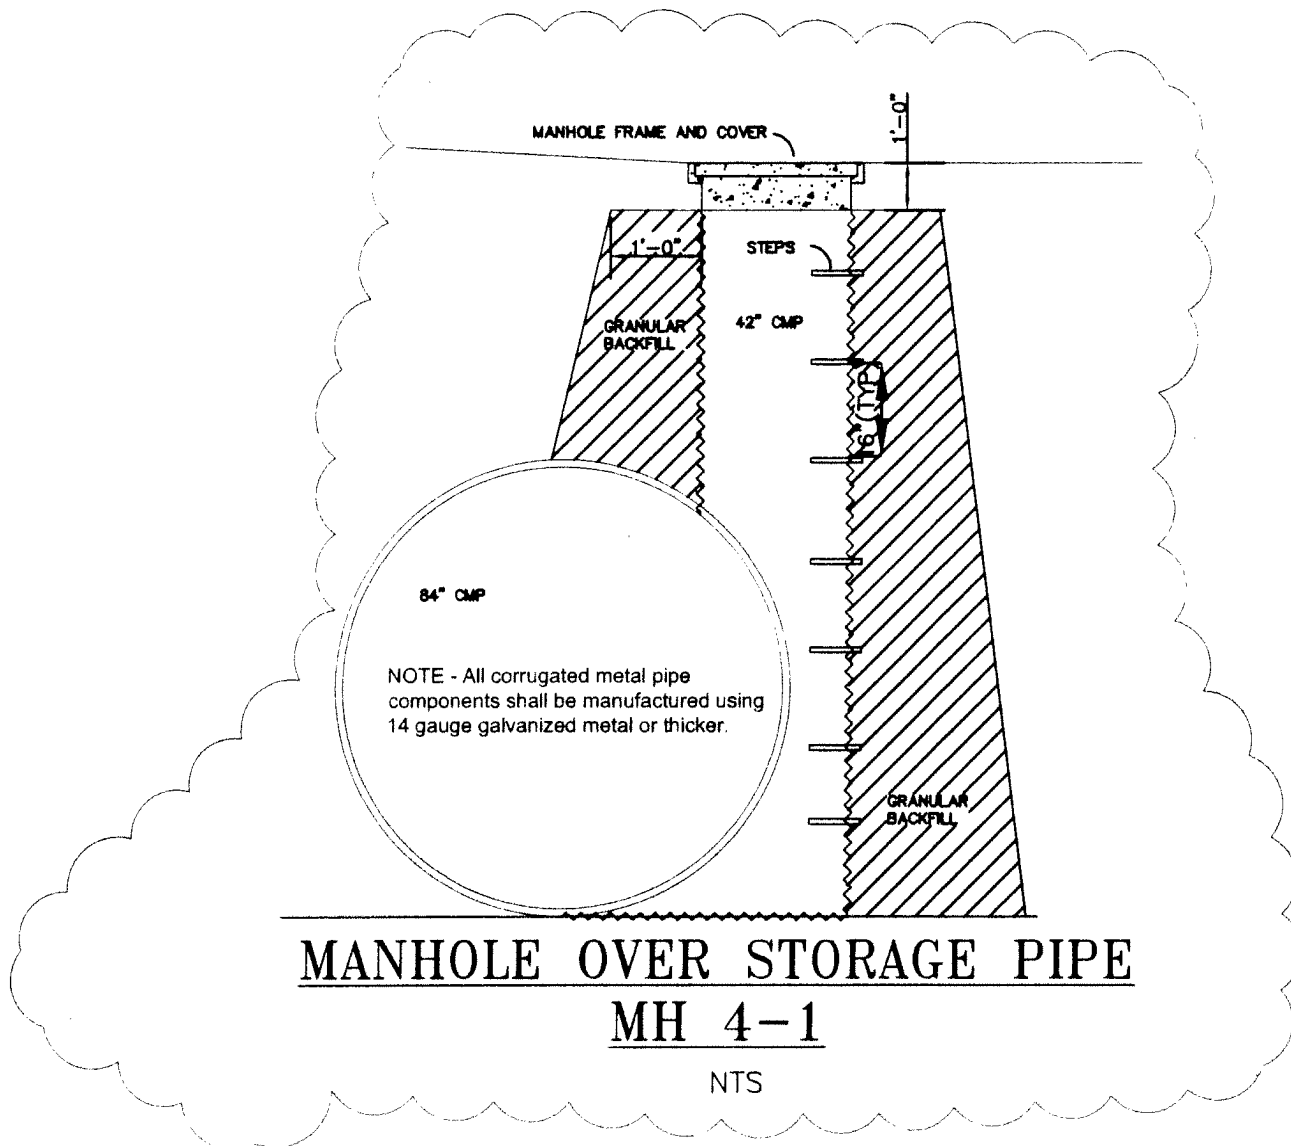 MANHOLE FRAME AND COVER
1'-0"
1'-0"
STEPS
GRANULAR
BACKFILL
42" CMP
16" (TYP)
84" CMP
NOTE - All corrugated metal pipe
components shall be manufactured using
14 gauge galvanized metal or thicker.
GRANULAR
BACKFILL
MANHOLE OVER STORAGE PIPE
MH 4-1
NTS